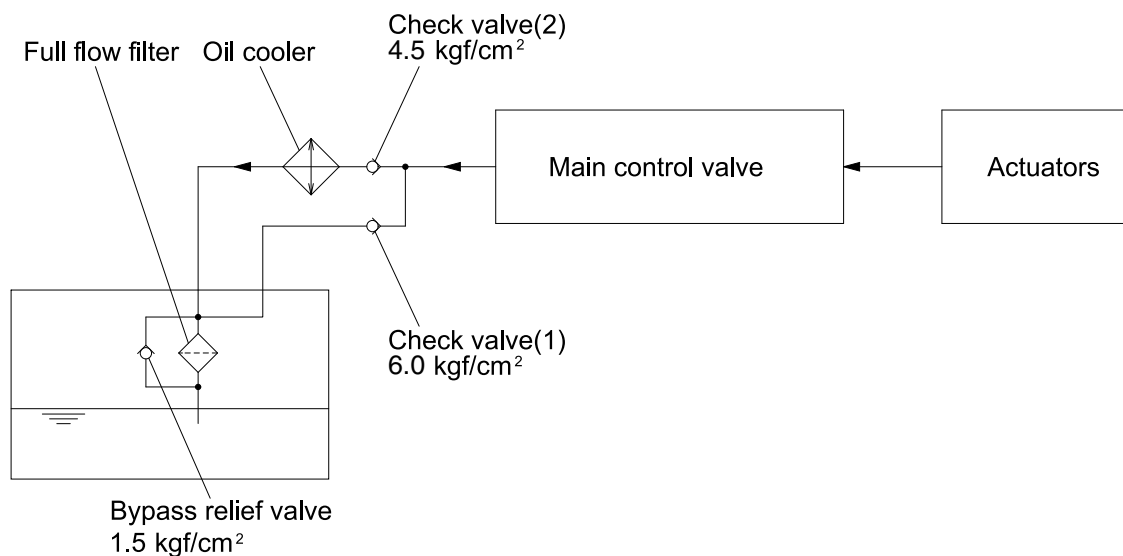 Check valve(2)
4.5 kgf/cm²
Full flow filter
Oil cooler
Main control valve
Actuators
Check valve(1)
6.0 kgf/cm²
Bypass relief valve
1.5 kgf/cm²